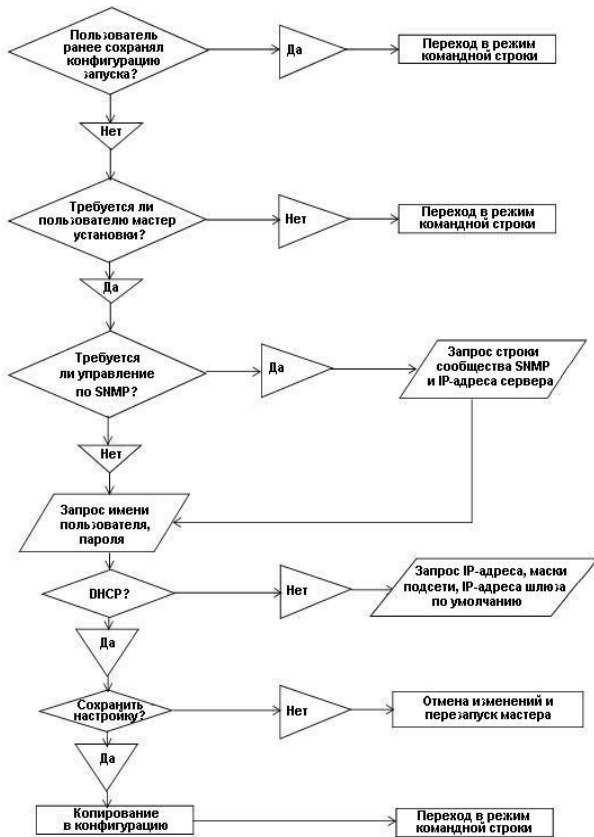 Пользователь
ранее сохранял
конфигурацию
запуска?
Да
Переход в режим
командной строки
Нет
Требуется ли
пользователю мастер
установки?
Нет
Переход в режим
командной строки
Да
Требуется
ли управление
по SNMP?
Да
Запрос строки
сообщества SNMP
и IP-адреса сервера
Нет
Запрос имени
пользователя,
пароля
DHCP?
Нет
Запрос IP-адреса, маски
подсети, IP-адреса шлюза
по умолчанию
Да
Сохранить
настройку?
Нет
Отмена изменений и
перезапуск мастера
Да
Копирование
в конфигурацию
Переход в режим
командной строки